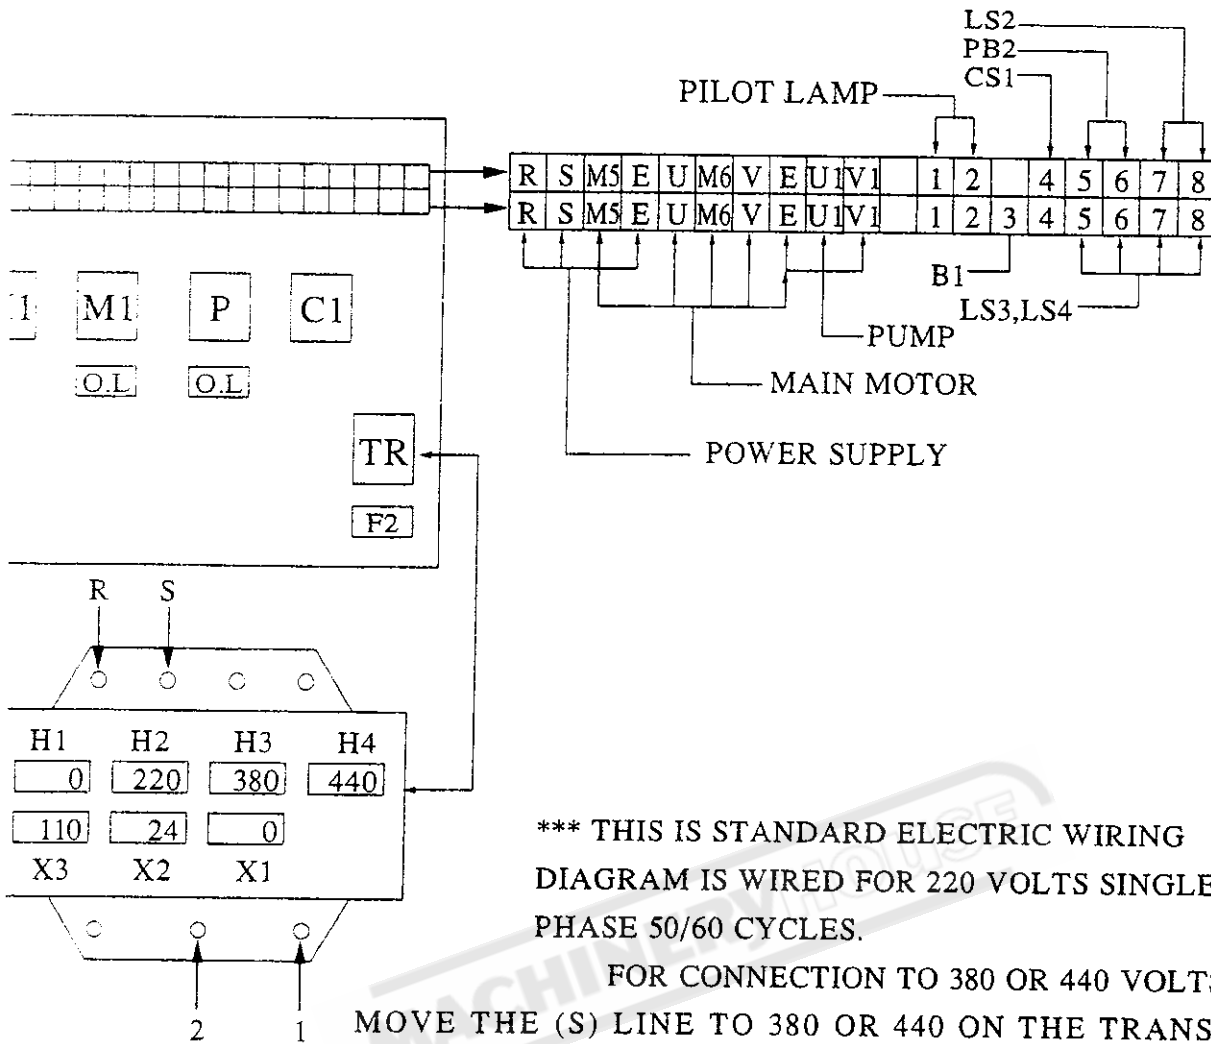 LS2
PB2
CS1
PILOT LAMP
R S M5 E U M6 V E U1 V1 1 2 4 5 6 7 8
R S M5 E U M6 V E U1 V1 1 2 3 4 5 6 7 8
B1
LS3,LS4
PUMP
MAIN MOTOR
POWER SUPPLY
M1 P C1
O.L O.L
TR
F2
R S
H1 H2 H3 H4
0 220 380 440
110 24 0
X3 X2 X1
2 1
*** THIS IS STANDARD ELECTRIC WIRING
DIAGRAM IS WIRED FOR 220 VOLTS SINGLE
PHASE 50/60 CYCLES.
FOR CONNECTION TO 380 OR 440 VOLTS
MOVE THE (S) LINE TO 380 OR 440 ON THE TRANS
MACHINERYHOUSE